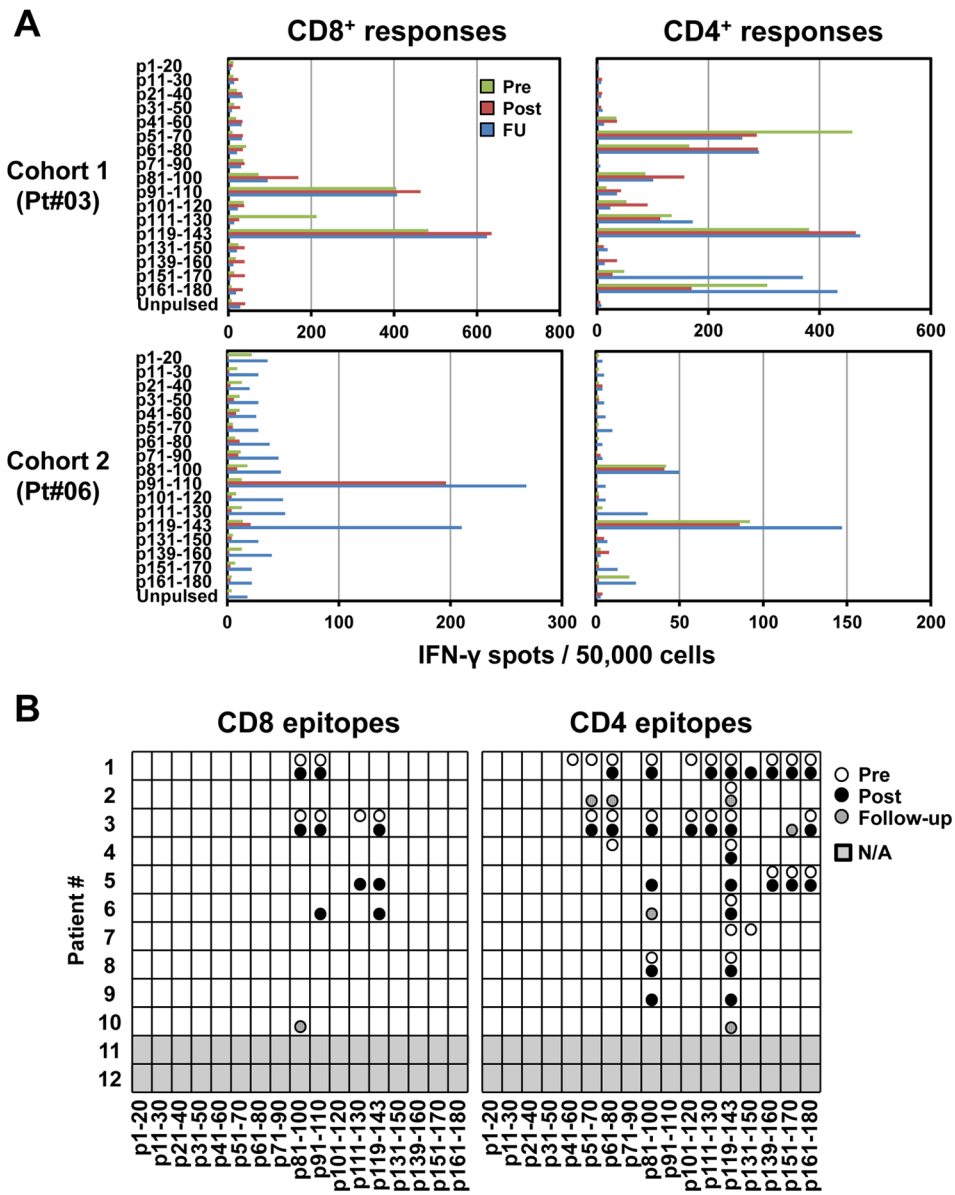 A
CD8+ responses
CD4+ responses
Cohort 1
(Pt#03)
p1-20
p11-30
p21-40
p31-50
p41-60
p51-70
p61-80
p71-90
p81-100
p91-110
p101-120
p111-130
p119-143
p131-150
p139-160
p151-170
p161-180
Unpulsed
Pre
Post
FU
0 200 400 600 800
0 200 400 600
Cohort 2
(Pt#06)
p1-20
p11-30
p21-40
p31-50
p41-60
p51-70
p61-80
p71-90
p81-100
p91-110
p101-120
p111-130
p119-143
p131-150
p139-160
p151-170
p161-180
Unpulsed
0 100 200 300
0 50 100 150 200
IFN-γ spots / 50,000 cells
B
CD8 epitopes
CD4 epitopes
Patient #
1
2
3
4
5
6
7
8
9
10
11
12
Pre
Post
Follow-up
N/A
p1-20
p11-30
p21-40
p31-50
p41-60
p51-70
p61-80
p71-90
p81-100
p91-110
p101-120
p111-130
p119-143
p131-150
p139-160
p151-170
p161-180
p1-20
p11-30
p21-40
p31-50
p41-60
p51-70
p61-80
p71-90
p81-100
p91-110
p101-120
p111-130
p119-143
p131-150
p139-160
p151-170
p161-180